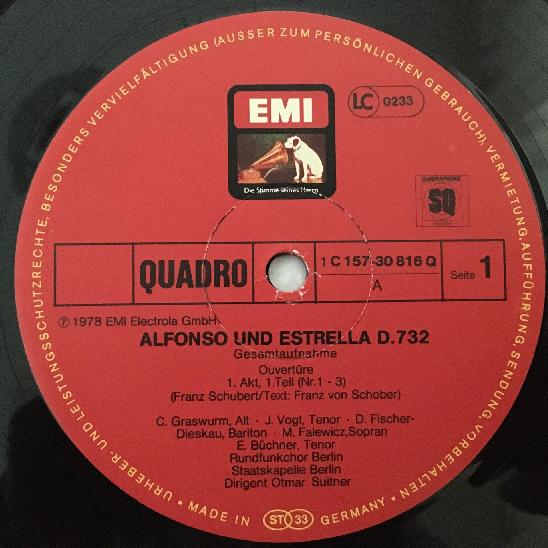 URHEBER- UND LEISTUNGSSCHUTZRECHTE, BESONDERS VERVIELFÄLTIGUNG (AUSSER ZUM PERSÖNLICHEN GEBRAUCH), VERMIETUNG, AUFFÜHRUNG, SENDUNG, VORBEHALTEN •
EMI
Die Stimme seines Herrn
LC 0233
QUADRAPHONIC
SQ
QUADRO
1 C 157-30 816 Q
A
Seite 1
℗ 1978 EMI Electrola GmbH
ALFONSO UND ESTRELLA D.732
Gesamtaufnahme
Ouvertüre
1. Akt, 1.Teil (Nr.1 - 3)
(Franz Schubert/Text: Franz von Schober)
C. Graswurm, Alt · J. Vogt, Tenor · D. Fischer-
Dieskau, Bariton · M. Falewicz,Sopran
E. Büchner, Tenor
Rundfunkchor Berlin
Staatskapelle Berlin
Dirigent Otmar Suitner
• MADE IN ST 33 GERMANY •